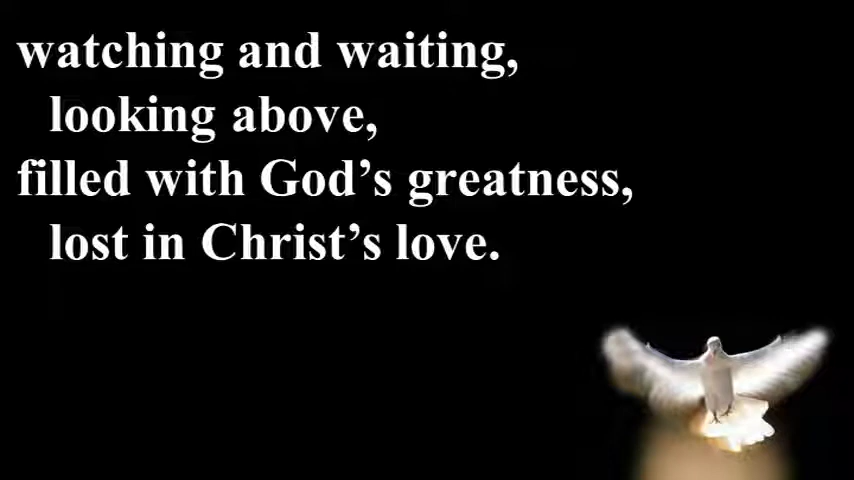 watching and waiting,
looking above,
filled with God’s greatness,
lost in Christ’s love.